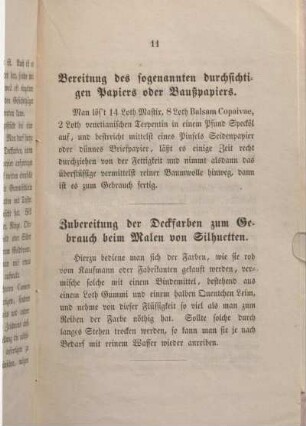 11
Bereitung des sogenannten durchsichti-
gen Papiers oder Baußpapiers.
Man lös't 14 Loth Mastix, 8 Loth Balsam Copaivae,
2 Loth venetianischen Terpentin in einem Pfund Specköl
auf, und bestreicht mittelst eines Pinsels Seidenpapier
oder dünnes Briefpapier, läßt es einige Zeit recht
durchziehen von der Fettigkeit und nimmt alsdann das
überflüssige vermittelst reiner Baumwolle hinweg, dann
ist es zum Gebrauch fertig.
Zubereitung der Deckfarben zum Ge-
brauch beim Malen von Silhuetten.
Hierzu bediene man sich der Farben, wie sie roh
vom Kaufmann oder Fabrikanten gekauft werden, ver-
mische solche mit einem Bindemittel, bestehend aus
einem Loth Gummi und einem halben Quentchen Leim,
und nehme von dieser Flüssigkeit so viel als man zum
Reiben der Farbe nöthig hat. Sollte solche durch
langes Stehen trocken werden, so kann man sie je nach
Bedarf mit reinem Wasser wieder anreiben.